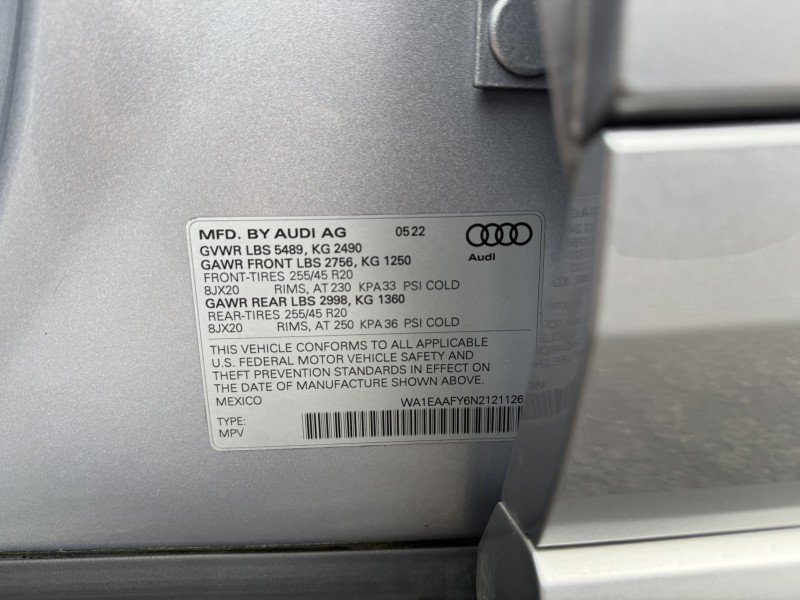 MFD. BY AUDI AG 05 22
GVWR LBS 5489, KG 2490
GAWR FRONT LBS 2756, KG 1250
FRONT-TIRES 255/45 R20
8JX20 RIMS, AT 230 KPA33 PSI COLD
GAWR REAR LBS 2998, KG 1360
REAR-TIRES 255/45 R20
8JX20 RIMS, AT 250 KPA36 PSI COLD
Audi
THIS VEHICLE CONFORMS TO ALL APPLICABLE
U.S. FEDERAL MOTOR VEHICLE SAFETY AND
THEFT PREVENTION STANDARDS IN EFFECT ON
THE DATE OF MANUFACTURE SHOWN ABOVE.
MEXICO WA1EAAFY6N2121126
TYPE:
MPV